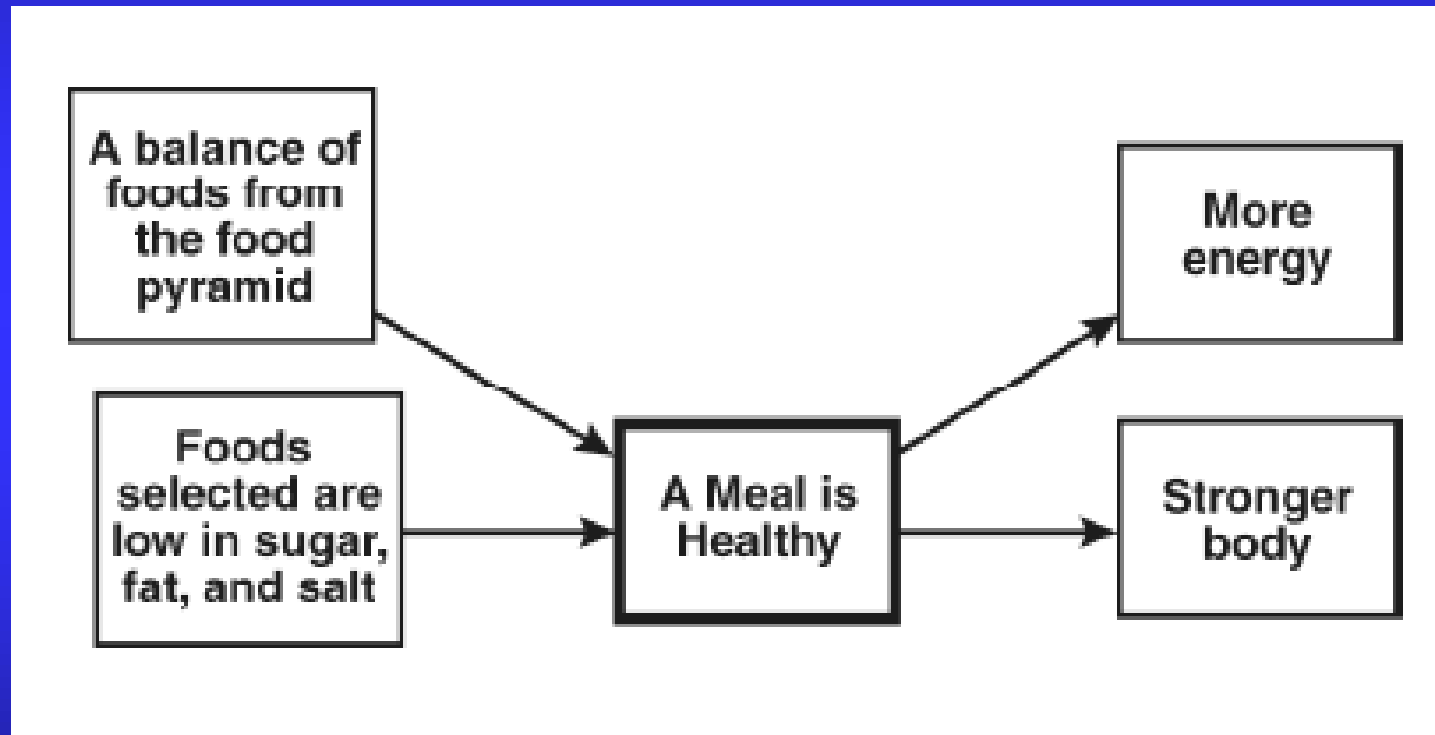 A balance of
foods from
the food
pyramid
Foods
selected are
low in sugar,
fat, and salt
A Meal is
Healthy
More
energy
Stronger
body